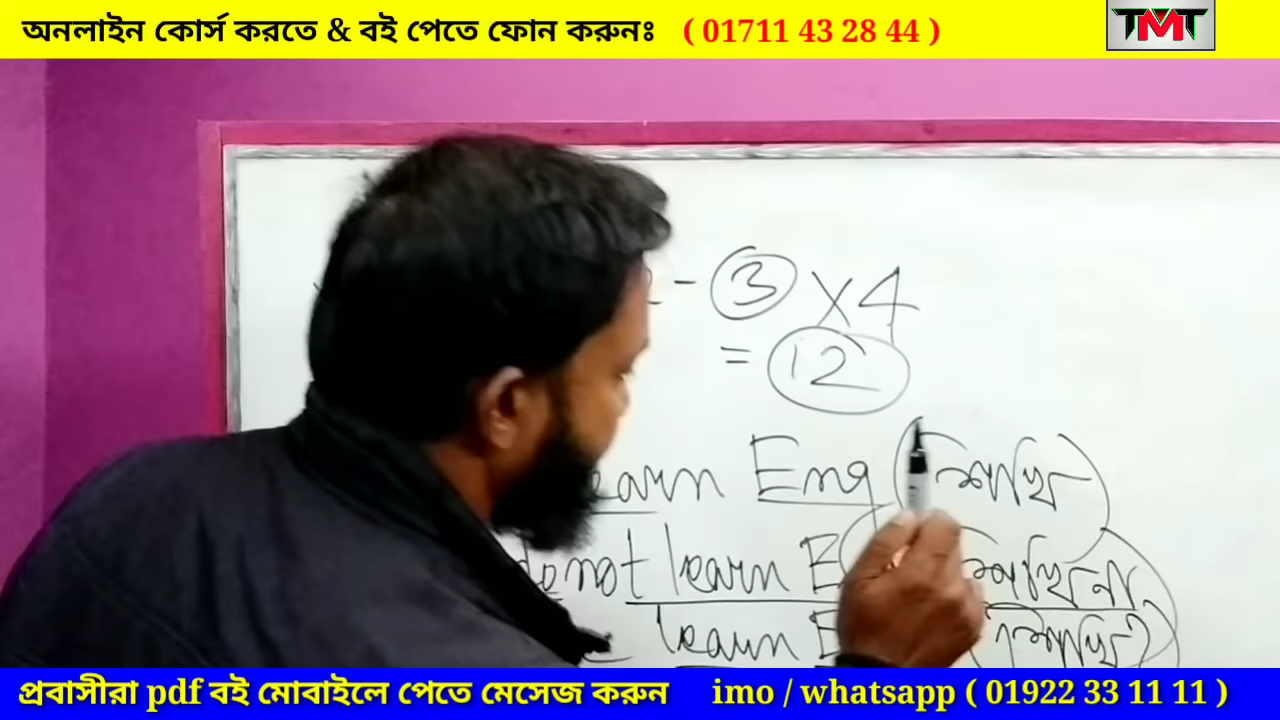 অনলাইন কোর্স করতে & বই পেতে ফোন করুনঃ ( 01711 43 28 44 )
TMT
- 3 X 4
= 12
learn Eng (শিখি)
do not learn E শিখিনা
learn E (শিখি)
প্রবাসীরা pdf বই মোবাইলে পেতে মেসেজ করুন imo / whatsapp ( 01922 33 11 11 )